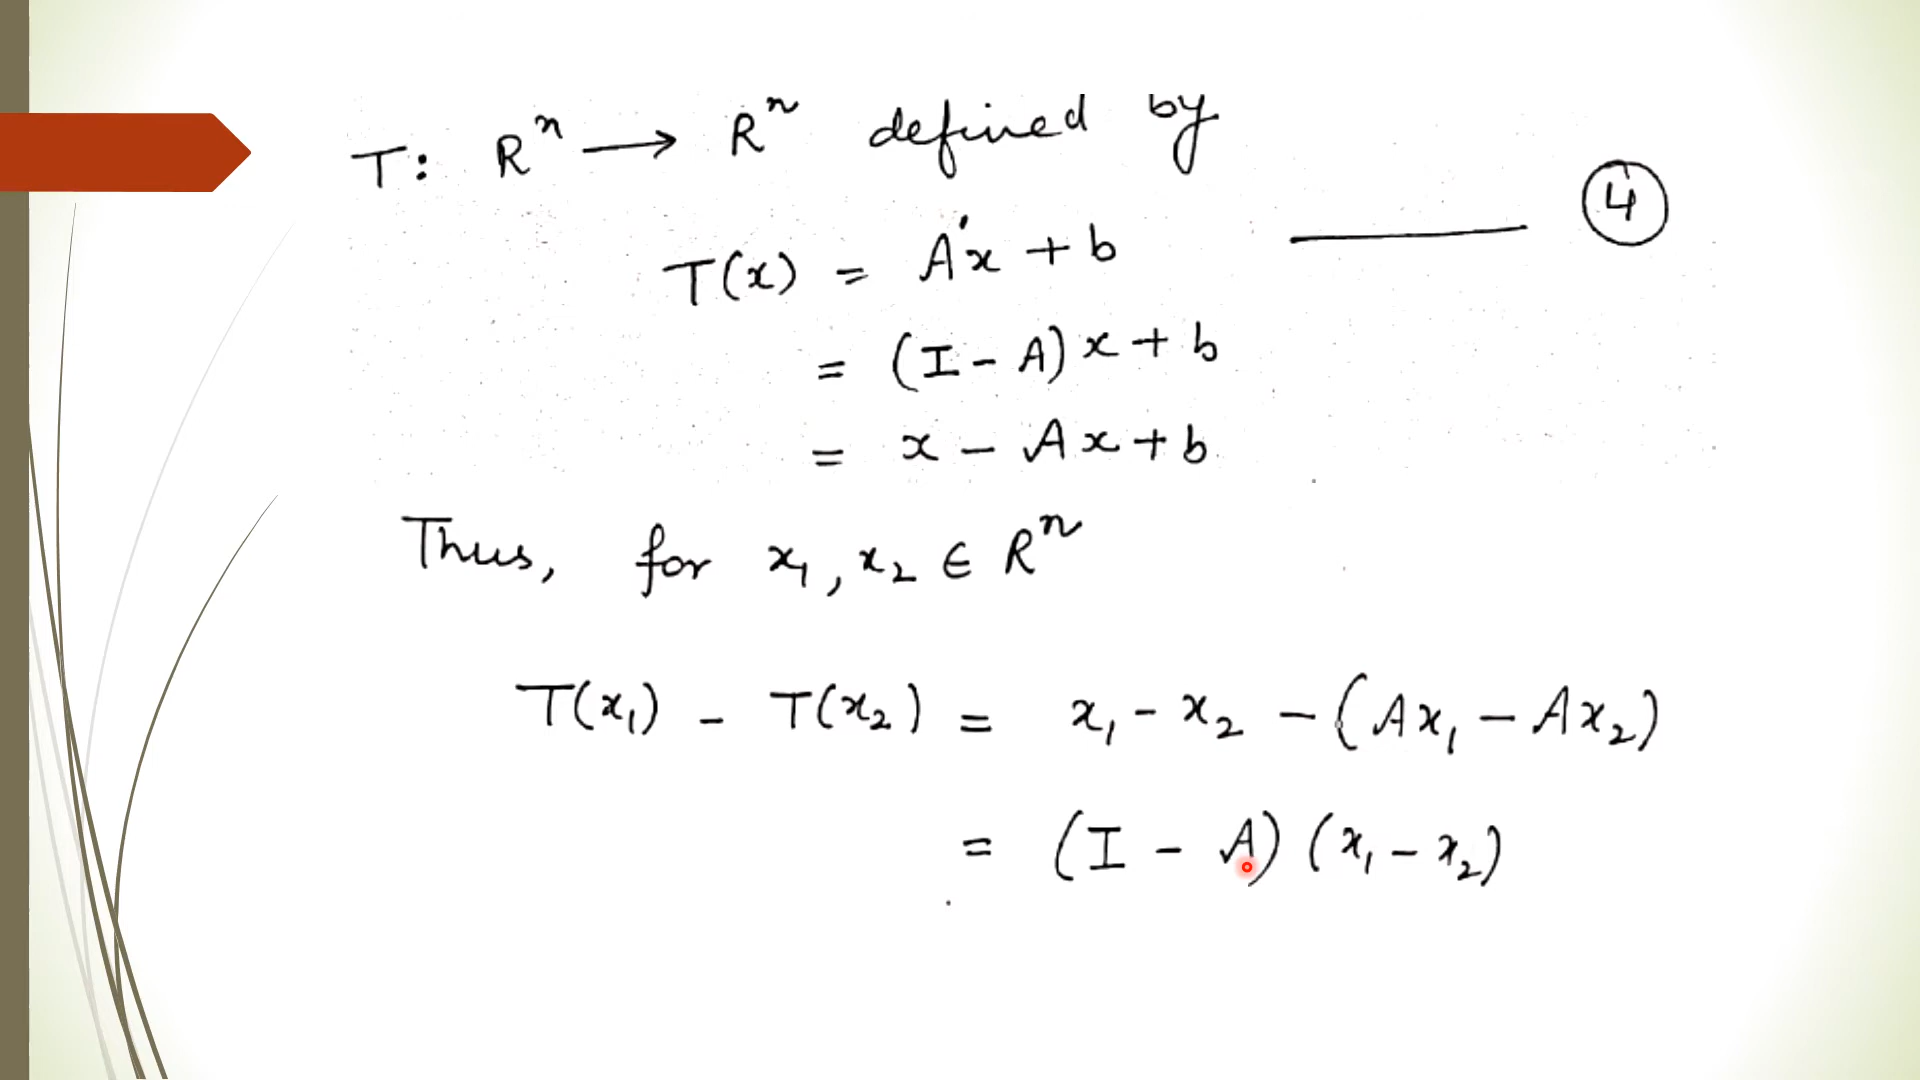 T: Rⁿ ⟶ Rⁿ defined by
T(x) = A'x + b ——— ④
= (I - A) x + b
= x - Ax + b
Thus, for x₁, x₂ ∈ Rⁿ
T(x₁) - T(x₂) = x₁ - x₂ - (Ax₁ - Ax₂)
= (I - A) (x₁ - x₂)